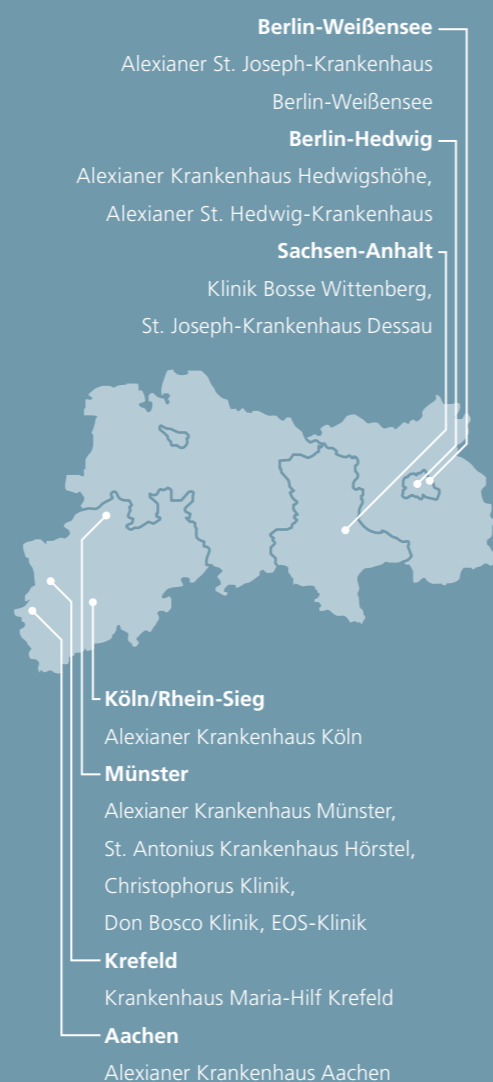 Berlin-Weißensee
Alexianer St. Joseph-Krankenhaus
Berlin-Weißensee
Berlin-Hedwig
Alexianer Krankenhaus Hedwigshöhe,
Alexianer St. Hedwig-Krankenhaus
Sachsen-Anhalt
Klinik Bosse Wittenberg,
St. Joseph-Krankenhaus Dessau
Köln/Rhein-Sieg
Alexianer Krankenhaus Köln
Münster
Alexianer Krankenhaus Münster,
St. Antonius Krankenhaus Hörstel,
Christophorus Klinik,
Don Bosco Klinik, EOS-Klinik
Krefeld
Krankenhaus Maria-Hilf Krefeld
Aachen
Alexianer Krankenhaus Aachen